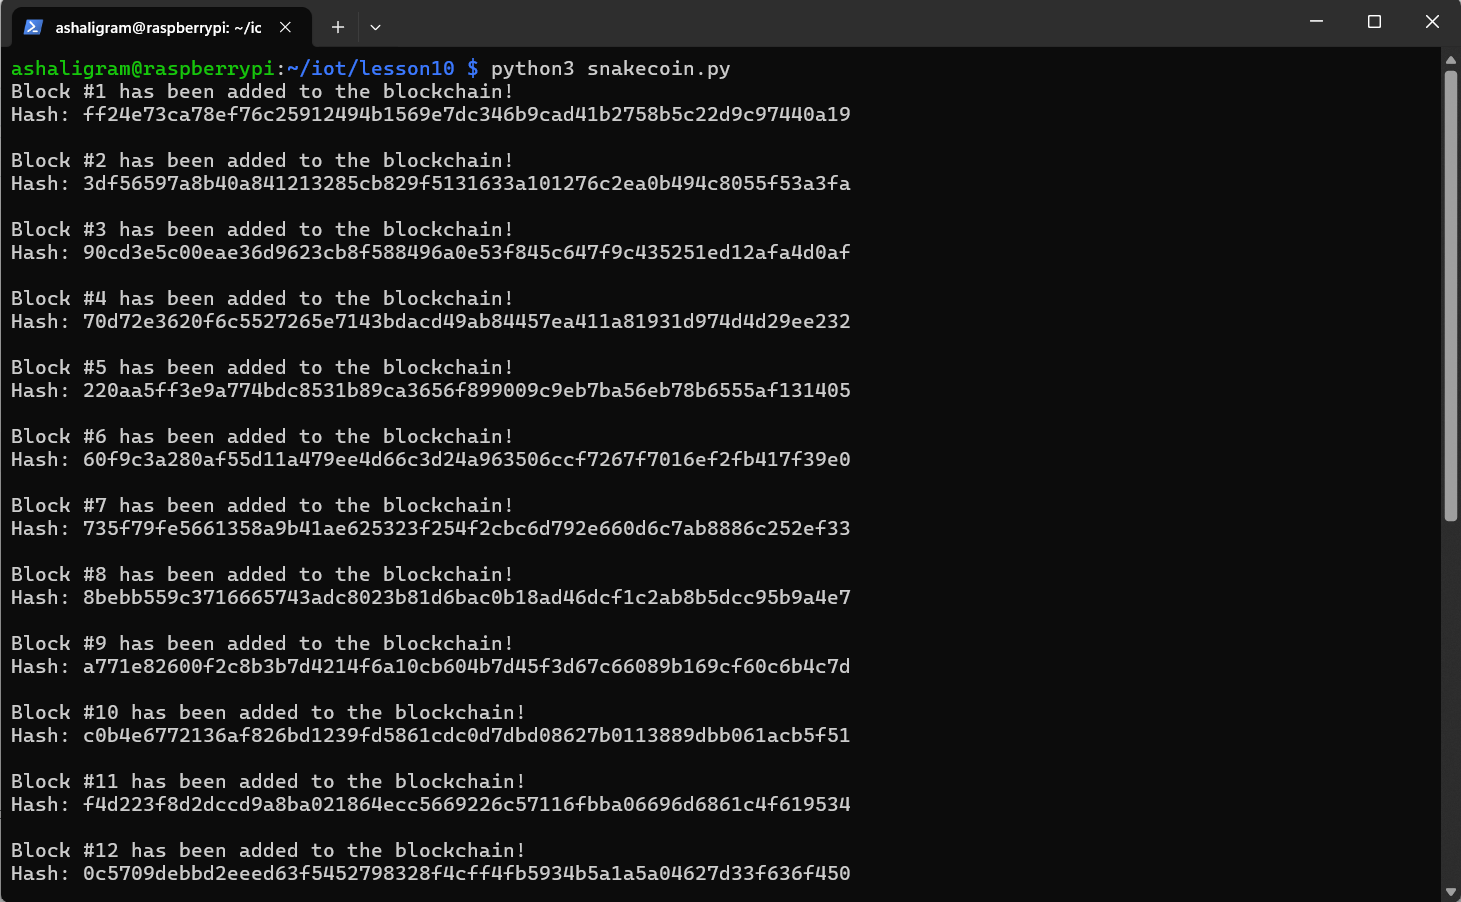 ashaligram@raspberrypi: ~/ic
ashaligram@raspberrypi:~/iot/lesson10 $ python3 snakecoin.py
Block #1 has been added to the blockchain!
Hash: ff24e73ca78ef76c25912494b1569e7dc346b9cad41b2758b5c22d9c97440a19
Block #2 has been added to the blockchain!
Hash: 3df56597a8b40a841213285cb829f5131633a101276c2ea0b494c8055f53a3fa
Block #3 has been added to the blockchain!
Hash: 90cd3e5c00eae36d9623cb8f588496a0e53f845c647f9c435251ed12afa4d0af
Block #4 has been added to the blockchain!
Hash: 70d72e3620f6c5527265e7143bdacd49ab84457ea411a81931d974d4d29ee232
Block #5 has been added to the blockchain!
Hash: 220aa5ff3e9a774bdc8531b89ca3656f899009c9eb7ba56eb78b6555af131405
Block #6 has been added to the blockchain!
Hash: 60f9c3a280af55d11a479ee4d66c3d24a963506ccf7267f7016ef2fb417f39e0
Block #7 has been added to the blockchain!
Hash: 735f79fe5661358a9b41ae625323f254f2cbc6d792e660d6c7ab8886c252ef33
Block #8 has been added to the blockchain!
Hash: 8bebb559c3716665743adc8023b81d6bac0b18ad46dcf1c2ab8b5dcc95b9a4e7
Block #9 has been added to the blockchain!
Hash: a771e82600f2c8b3b7d4214f6a10cb604b7d45f3d67c66089b169cf60c6b4c7d
Block #10 has been added to the blockchain!
Hash: c0b4e6772136af826bd1239fd5861cdc0d7dbd08627b0113889dbb061acb5f51
Block #11 has been added to the blockchain!
Hash: f4d223f8d2dccd9a8ba021864ecc5669226c57116fbba06696d6861c4f619534
Block #12 has been added to the blockchain!
Hash: 0c5709debbd2eeed63f5452798328f4cff4fb5934b5a1a5a04627d33f636f450